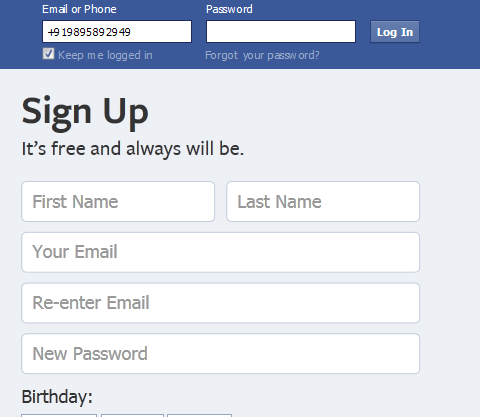 Email or Phone Password
+919895892949 Log In
Keep me logged in Forgot your password?
Sign Up
It's free and always will be.
First Name Last Name
Your Email
Re-enter Email
New Password
Birthday: